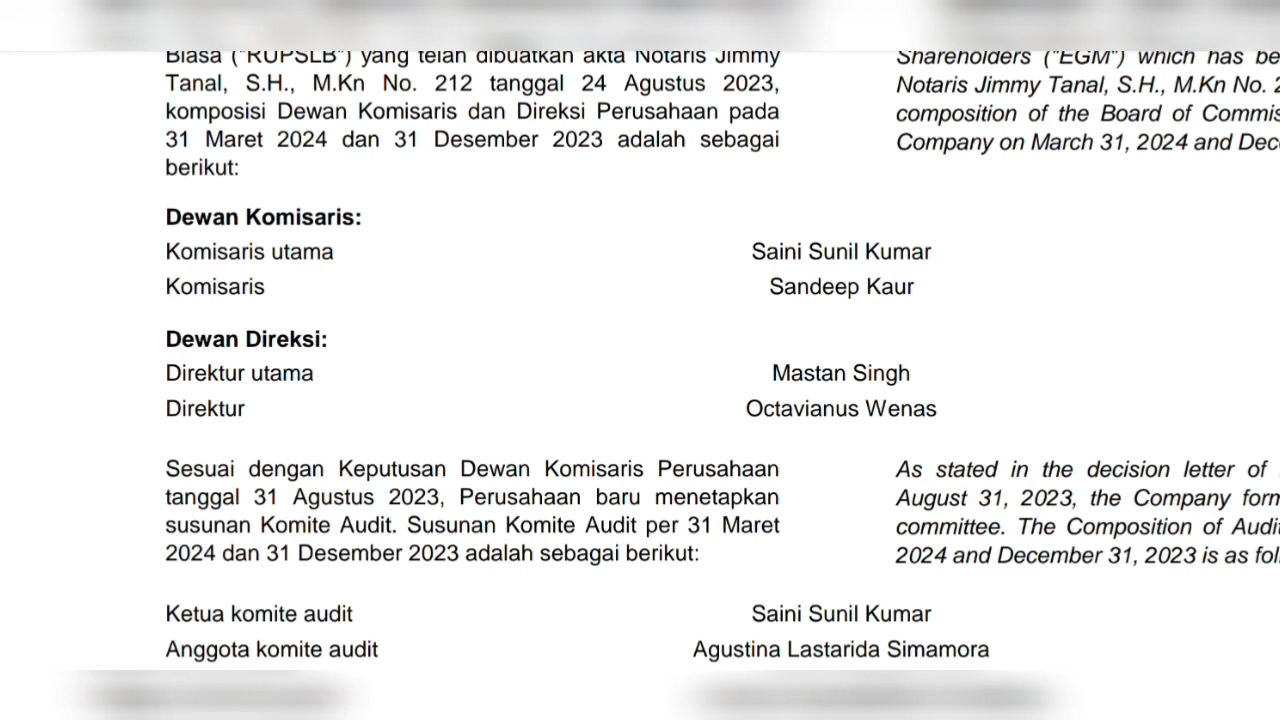 Biasa ("RUPSLB") yang telah dibuatkan akta Notaris Jimmy
Tanal, S.H., M.Kn No. 212 tanggal 24 Agustus 2023,
komposisi Dewan Komisaris dan Direksi Perusahaan pada
31 Maret 2024 dan 31 Desember 2023 adalah sebagai
berikut:
Shareholders ("EGM") which has be
Notaris Jimmy Tanal, S.H., M.Kn No. 2
composition of the Board of Commis
Company on March 31, 2024 and Dec
Dewan Komisaris:
Komisaris utama Saini Sunil Kumar
Komisaris Sandeep Kaur
Dewan Direksi:
Direktur utama Mastan Singh
Direktur Octavianus Wenas
Sesuai dengan Keputusan Dewan Komisaris Perusahaan
tanggal 31 Agustus 2023, Perusahaan baru menetapkan
susunan Komite Audit. Susunan Komite Audit per 31 Maret
2024 dan 31 Desember 2023 adalah sebagai berikut:
As stated in the decision letter of
August 31, 2023, the Company form
committee. The Composition of Audit
2024 and December 31, 2023 is as fol
Ketua komite audit Saini Sunil Kumar
Anggota komite audit Agustina Lastarida Simamora